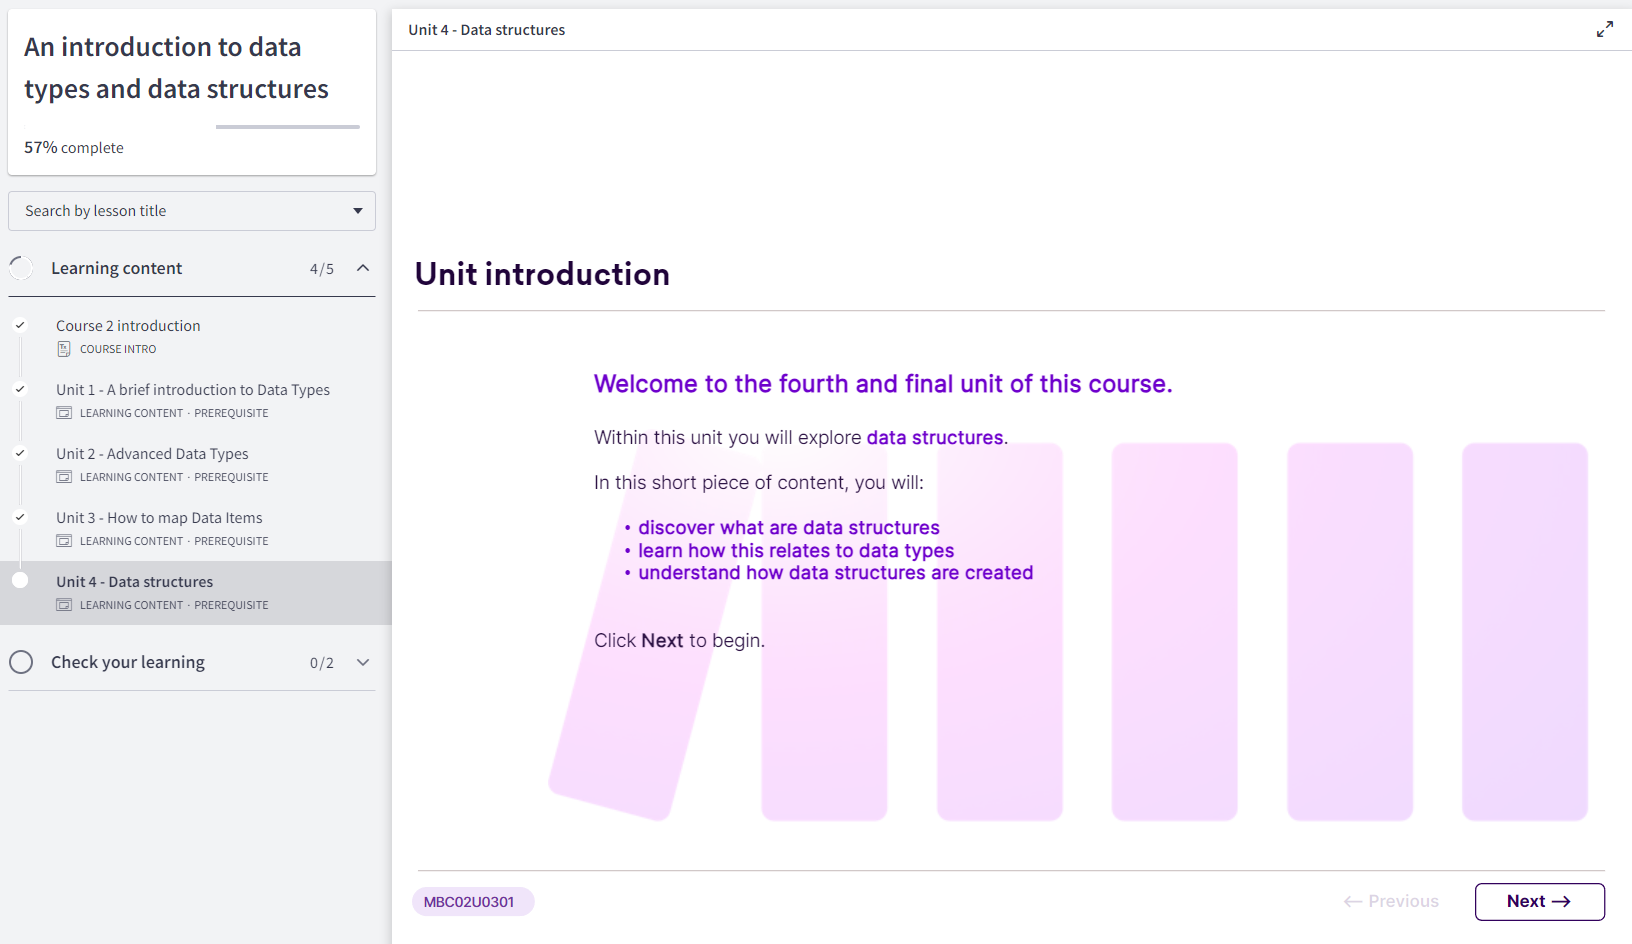 An introduction to data
types and data structures
57% complete
Search by lesson title
Learning content 4/5
Course 2 introduction
COURSE INTRO
Unit 1 - A brief introduction to Data Types
LEARNING CONTENT · PREREQUISITE
Unit 2 - Advanced Data Types
LEARNING CONTENT · PREREQUISITE
Unit 3 - How to map Data Items
LEARNING CONTENT · PREREQUISITE
Unit 4 - Data structures
LEARNING CONTENT · PREREQUISITE
Check your learning 0/2
Unit 4 - Data structures
Unit introduction
Welcome to the fourth and final unit of this course.
Within this unit you will explore data structures.
In this short piece of content, you will:
• discover what are data structures
• learn how this relates to data types
• understand how data structures are created
Click Next to begin.
MBC02U0301
← Previous
Next →